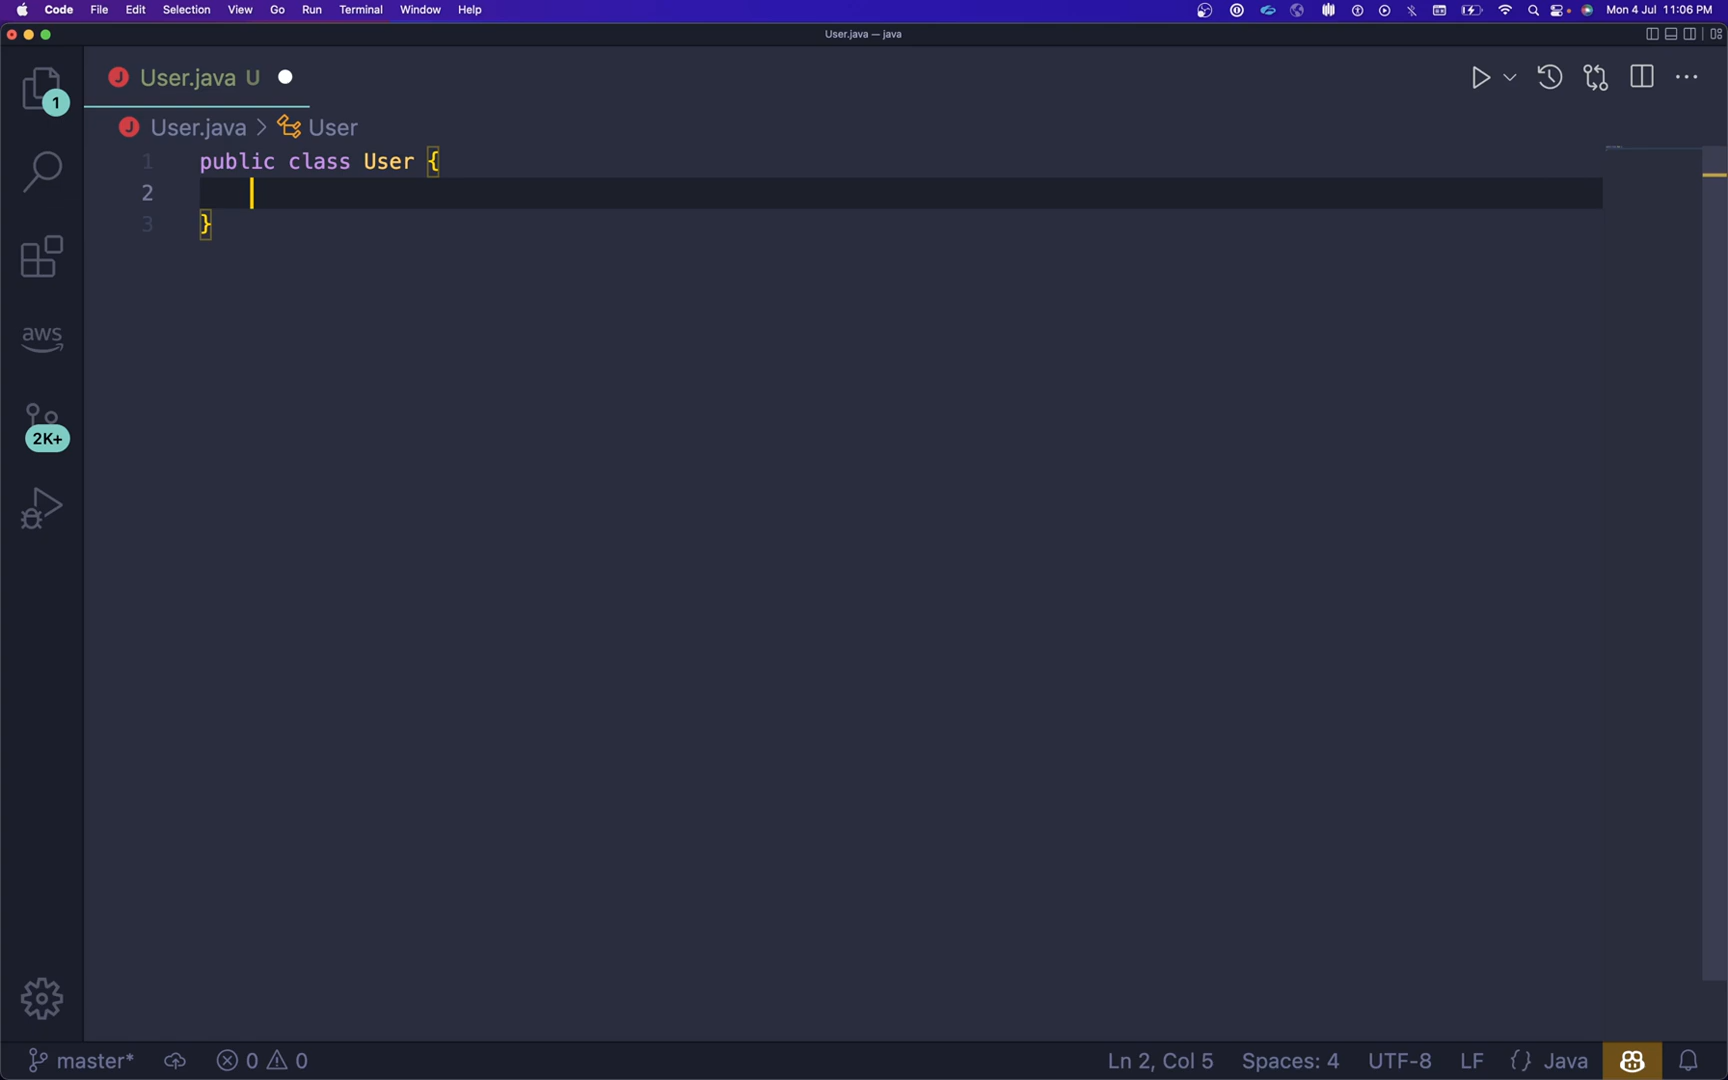 Code File Edit Selection View Go Run Terminal Window Help Mon 4 Jul 11:06 PM
User.java — java
User.java U
User.java > User
1 public class User {
2
3 }
1
aws
2K+
master* 0 0 Ln 2, Col 5 Spaces: 4 UTF-8 LF {} Java